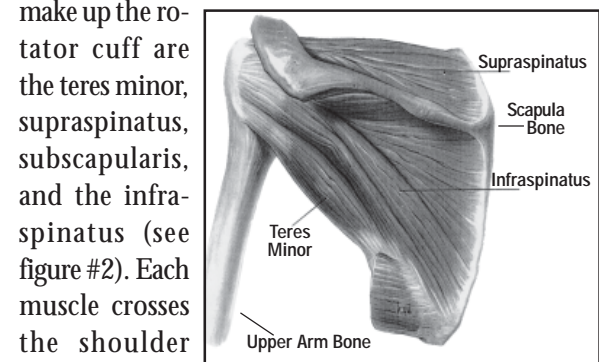 make up the ro-
tator cuff are
the teres minor,
supraspinatus,
subscapularis,
and the infra-
spinatus (see
figure #2). Each
muscle crosses
the shoulder
Supraspinatus
Scapula
Bone
Infraspinatus
Teres
Minor
Upper Arm Bone